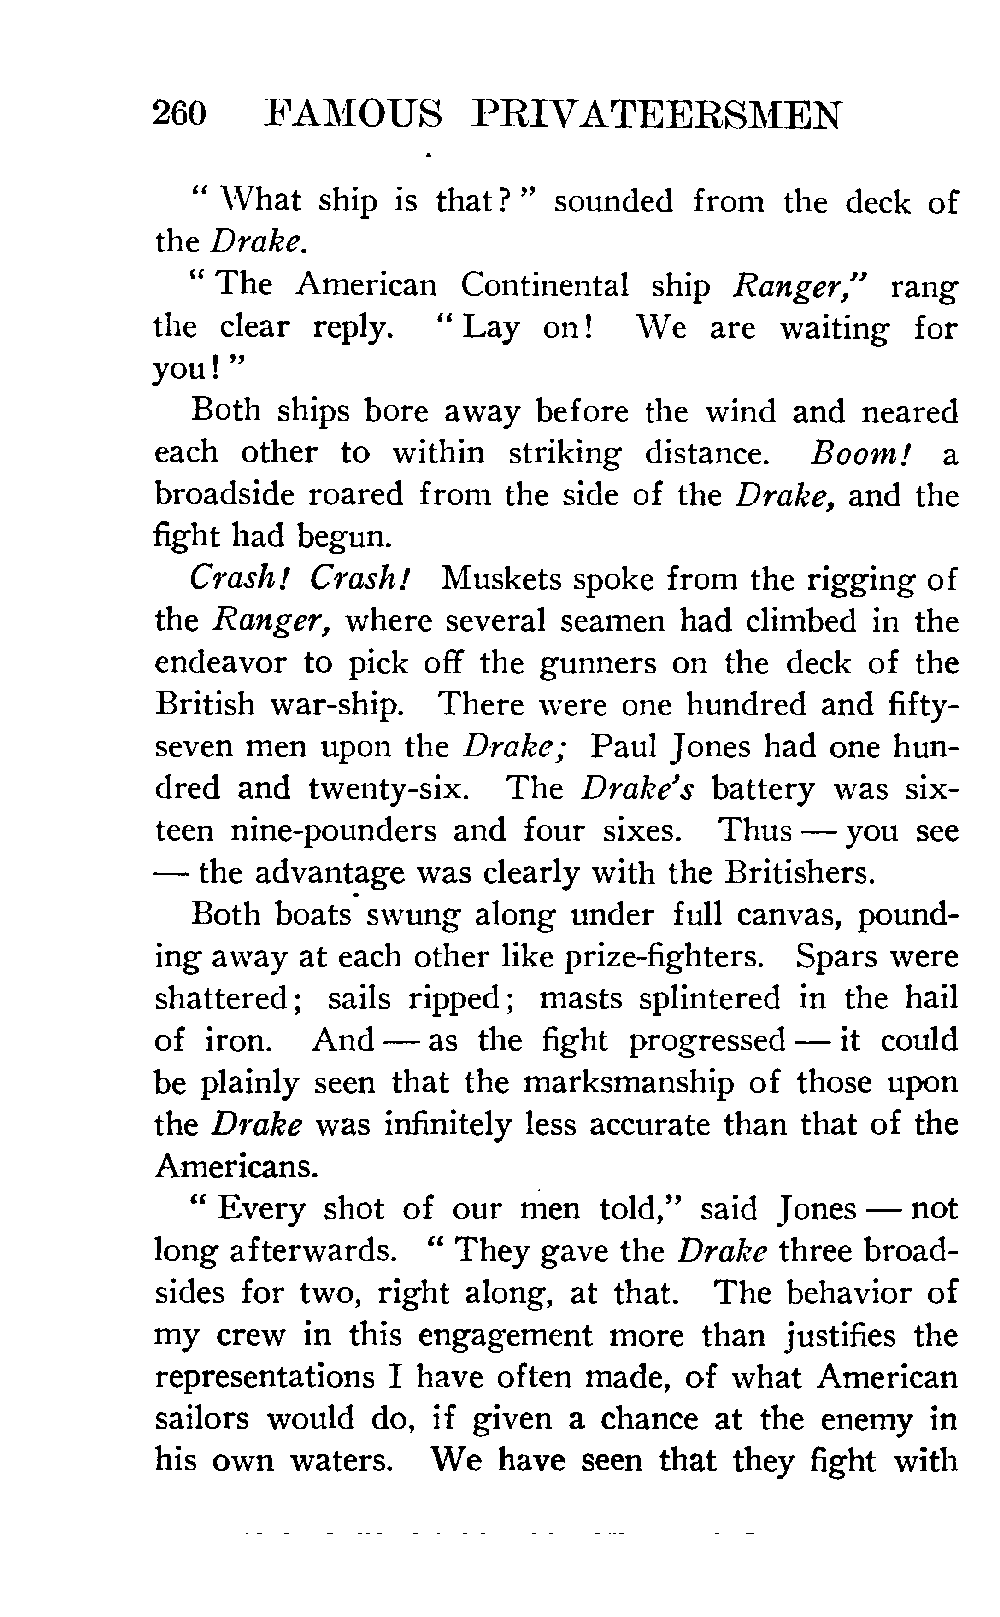 260 FAMOUS PRIVATEERSMEN
" What ship is that? " sounded from the deck of
the Drake.
" The American Continental ship Ranger," rang
the clear reply. " Lay on! We are waiting for
you! "
Both ships bore away before the wind and neared
each other to within striking distance. Boom! a
broadside roared from the side of the Drake, and the
fight had begun.
Crash! Crash! Muskets spoke from the rigging of
the Ranger, where several seamen had climbed in the
endeavor to pick off the gunners on the deck of the
British war-ship. There were one hundred and fifty-
seven men upon the Drake; Paul Jones had one hun-
dred and twenty-six. The Drake's battery was six-
teen nine-pounders and four sixes. Thus — you see
— the advantage was clearly with the Britishers.
Both boats swung along under full canvas, pound-
ing away at each other like prize-fighters. Spars were
shattered; sails ripped; masts splintered in the hail
of iron. And — as the fight progressed — it could
be plainly seen that the marksmanship of those upon
the Drake was infinitely less accurate than that of the
Americans.
" Every shot of our men told," said Jones — not
long afterwards. " They gave the Drake three broad-
sides for two, right along, at that. The behavior of
my crew in this engagement more than justifies the
representations I have often made, of what American
sailors would do, if given a chance at the enemy in
his own waters. We have seen that they fight with